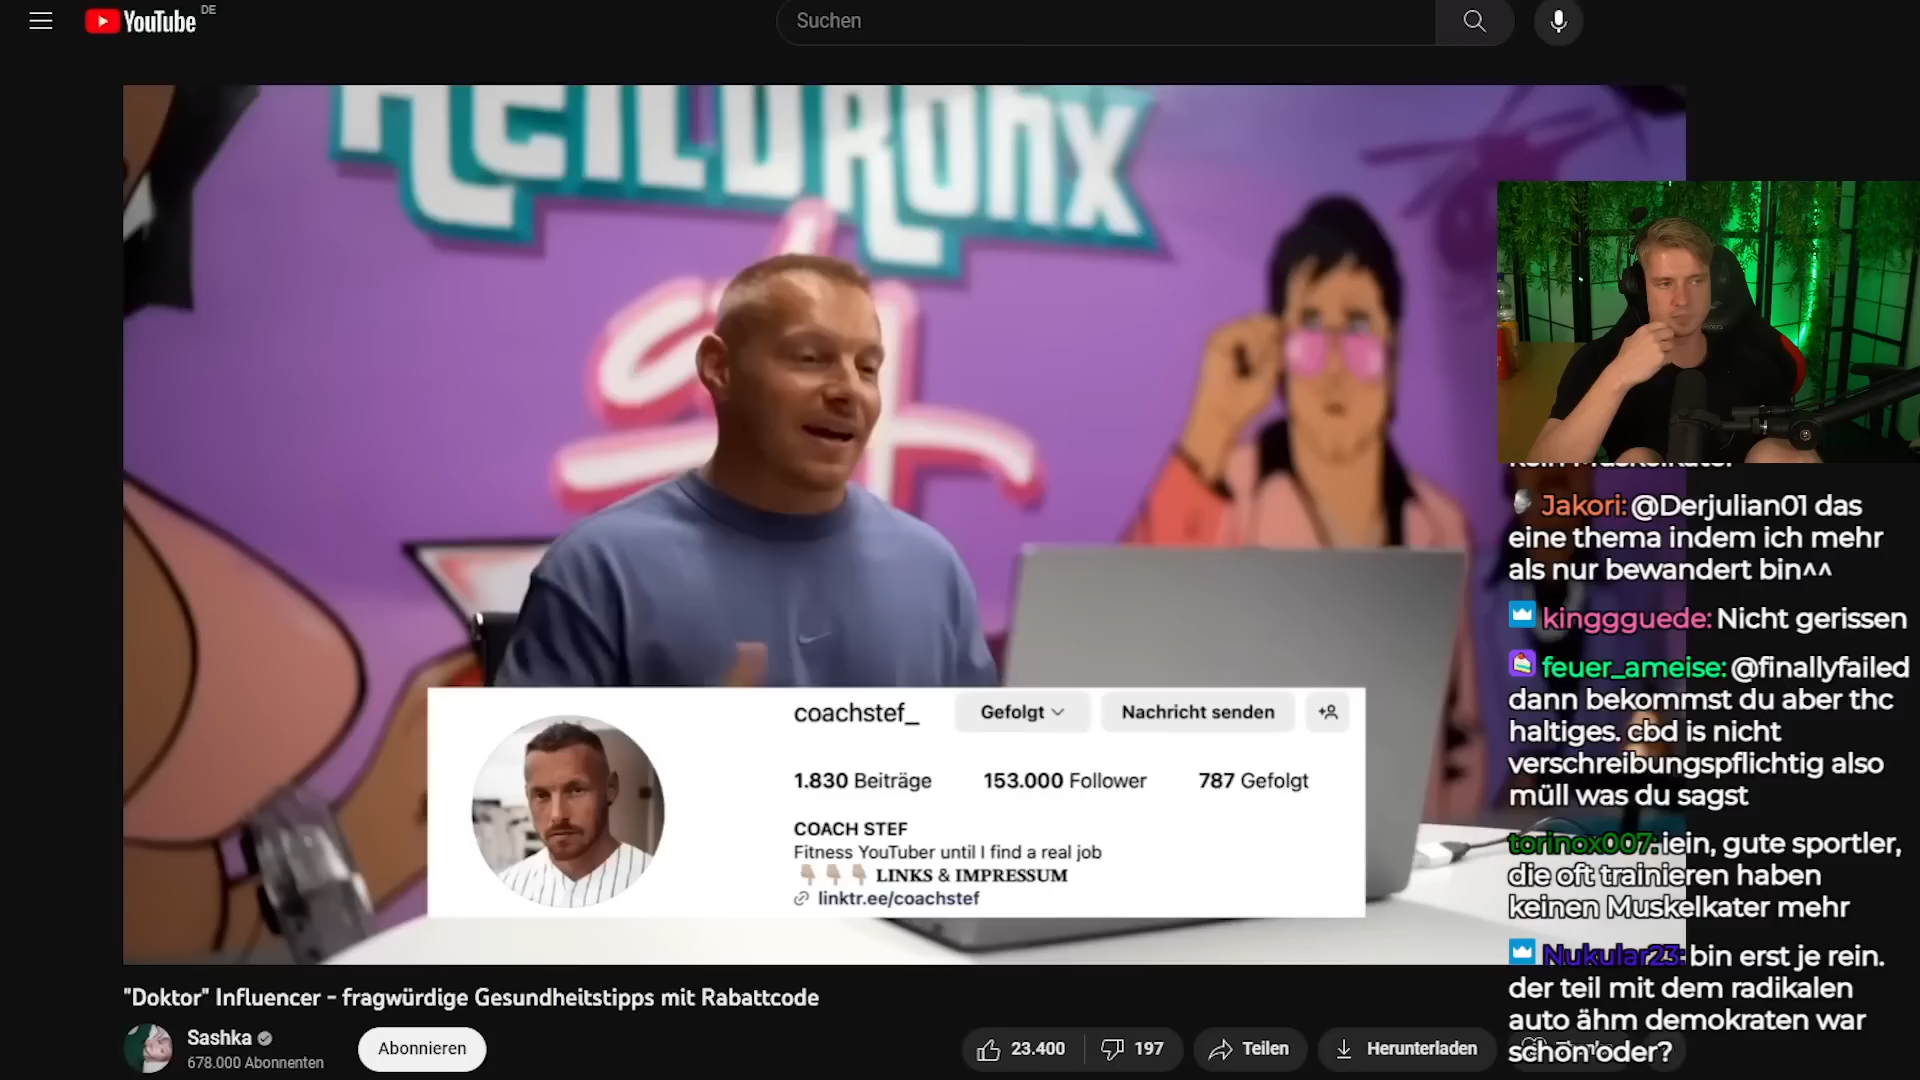 YouTube DE
Suchen
HEILBRONX
coachstef_
Gefolgt
Nachricht senden
1.830 Beiträge
153.000 Follower
787 Gefolgt
COACH STEF
Fitness YouTuber until I find a real job
LINKS & IMPRESSUM
linktr.ee/coachstef
"Doktor" Influencer - fragwürdige Gesundheitstipps mit Rabattcode
Sashka
678.000 Abonnenten
Abonnieren
23.400
197
Teilen
Herunterladen
kein Muskelkater
Jakori: @Derjulian01 das
eine thema indem ich mehr
als nur bewandert bin^^
kinggguede: Nicht gerissen
feuer_ameise: @finallyfailed
dann bekommst du aber thc
haltiges. cbd is nicht
verschreibungspflichtig also
müll was du sagst
torinox007: iein, gute sportler,
die oft trainieren haben
keinen Muskelkater mehr
Nukular23: bin erst je rein.
der teil mit dem radikalen
auto ähm demokraten war
schön oder?